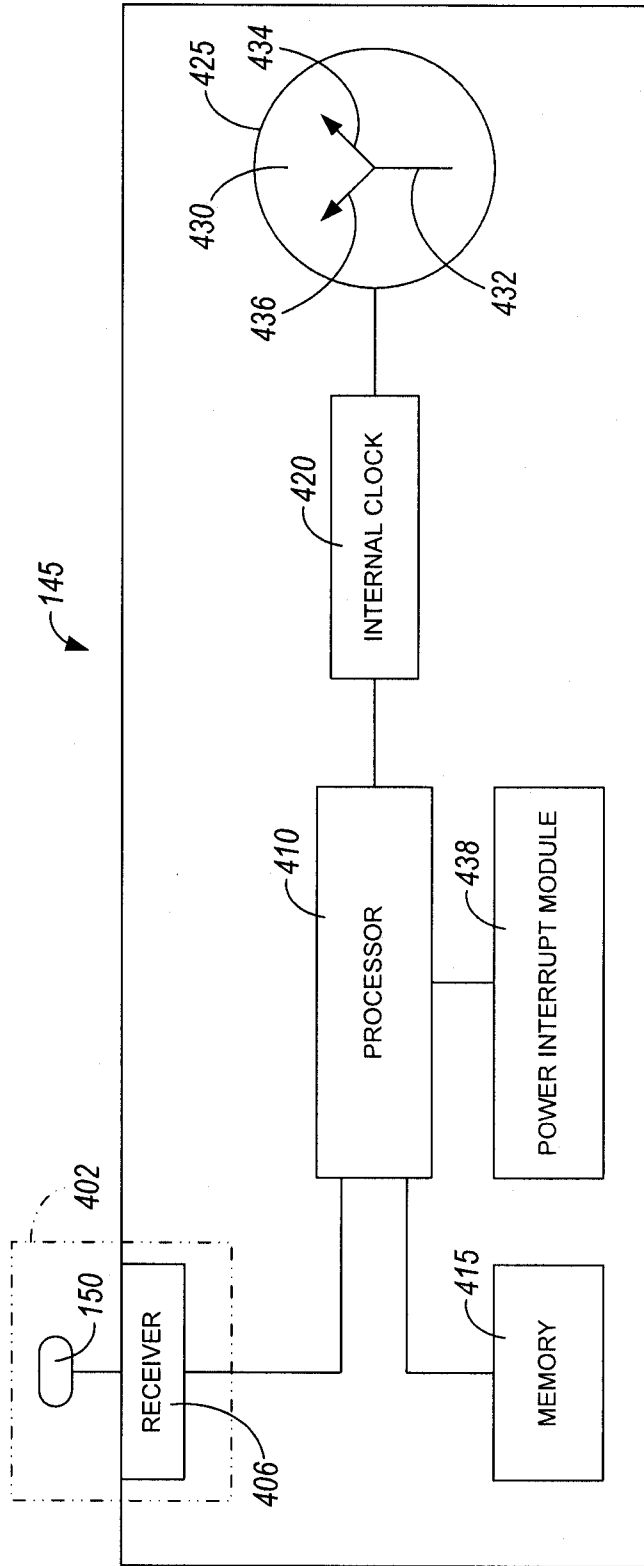 145
402
150
RECEIVER
406
410
PROCESSOR
415
MEMORY
438
POWER INTERRUPT MODULE
420
INTERNAL CLOCK
425
430
434
436
432